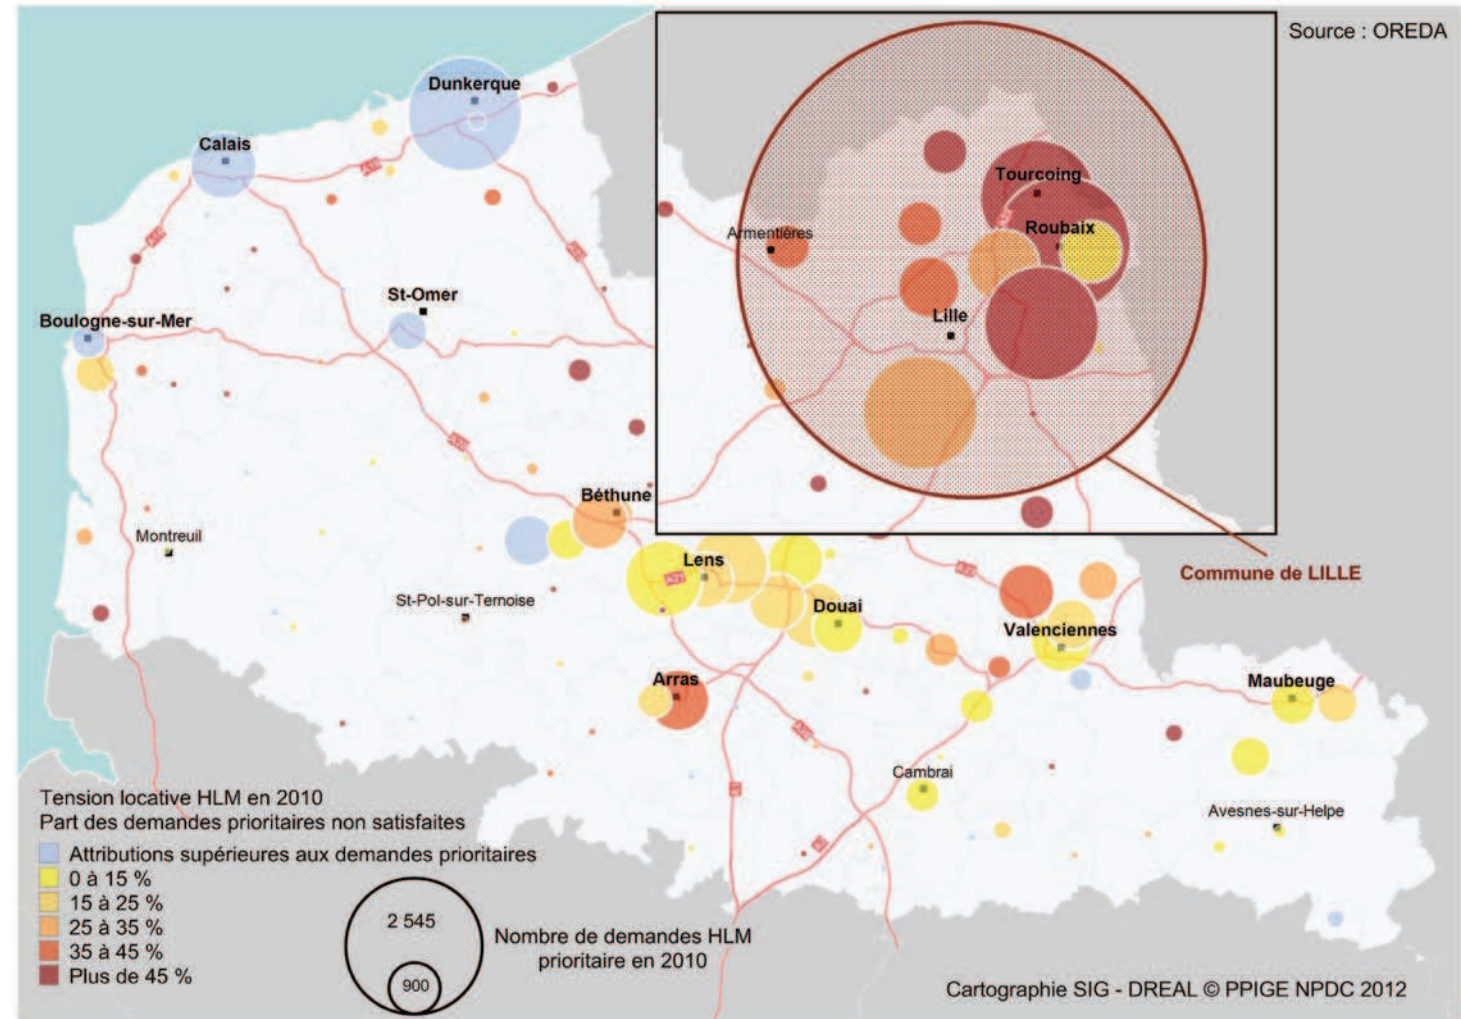 Source : OREDA
Dunkerque
Calais
Tourcoing
Roubaix
Armentières
St-Omer
Boulogne-sur-Mer
Lille
Béthune
Montreuil
Lens
A21
Commune de LILLE
St-Pol-sur-Ternoise
Douai
Valenciennes
Arras
Maubeuge
Cambrai
Avesnes-sur-Helpe
Tension locative HLM en 2010
Part des demandes prioritaires non satisfaites
Attributions supérieures aux demandes prioritaires
0 à 15 %
15 à 25 %
25 à 35 %
35 à 45 %
Plus de 45 %
2 545
900
Nombre de demandes HLM
prioritaire en 2010
Cartographie SIG - DREAL © PPIGE NPDC 2012